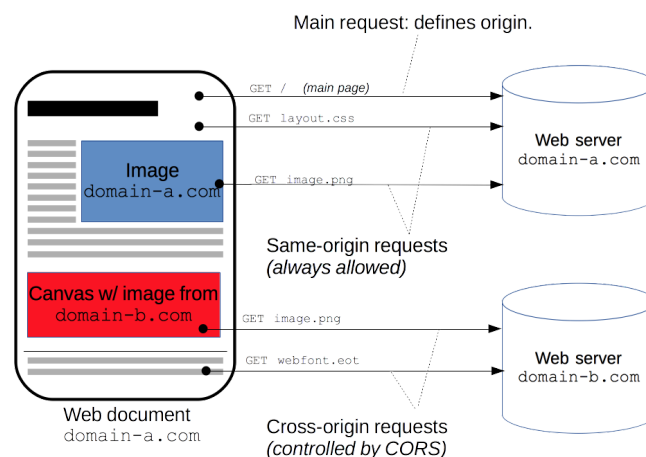 Main request: defines origin.
GET / (main page)
GET layout.css
Web server
domain-a.com
Image
domain-a.com
GET image.png
Same-origin requests
(always allowed)
Canvas w/ image from
domain-b.com
GET image.png
GET webfont.eot
Web server
domain-b.com
Web document
domain-a.com
Cross-origin requests
(controlled by CORS)